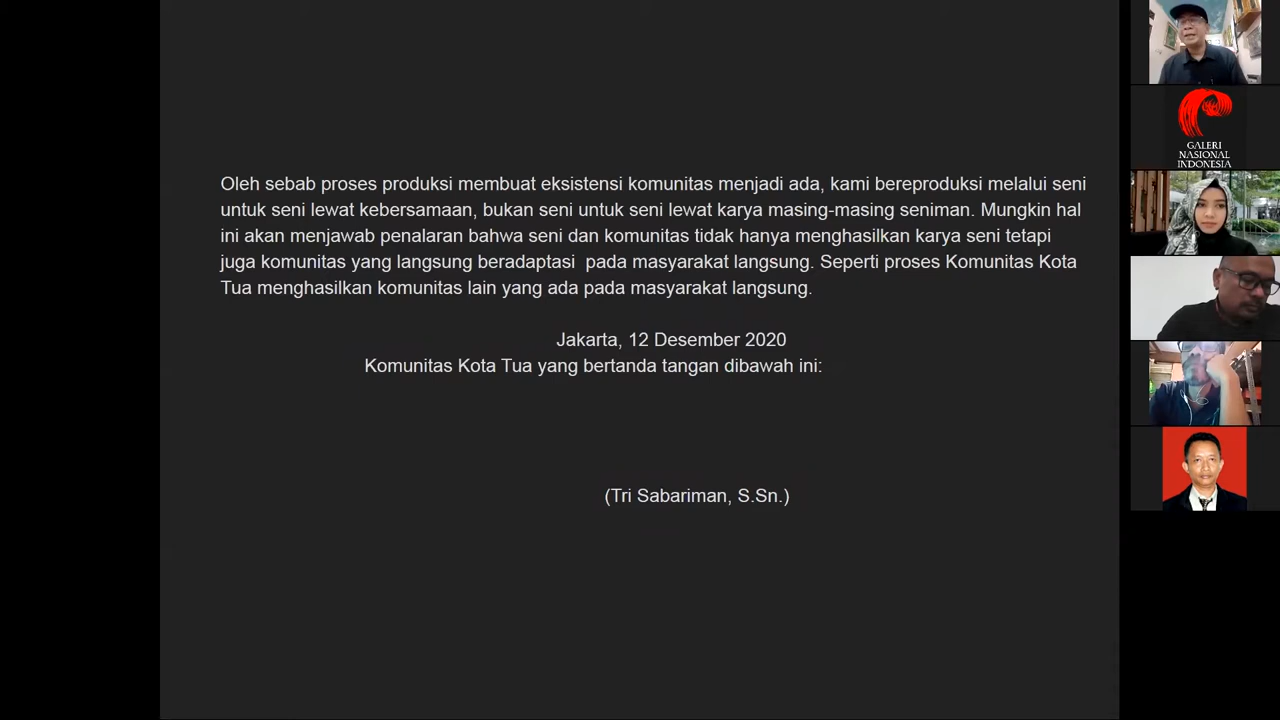 Oleh sebab proses produksi membuat eksistensi komunitas menjadi ada, kami bereproduksi melalui seni
untuk seni lewat kebersamaan, bukan seni untuk seni lewat karya masing-masing seniman. Mungkin hal
ini akan menjawab penalaran bahwa seni dan komunitas tidak hanya menghasilkan karya seni tetapi
juga komunitas yang langsung beradaptasi  pada masyarakat langsung. Seperti proses Komunitas Kota
Tua menghasilkan komunitas lain yang ada pada masyarakat langsung.
Jakarta, 12 Desember 2020
Komunitas Kota Tua yang bertanda tangan dibawah ini:
(Tri Sabariman, S.Sn.)
GALERI
NASIONAL
INDONESIA